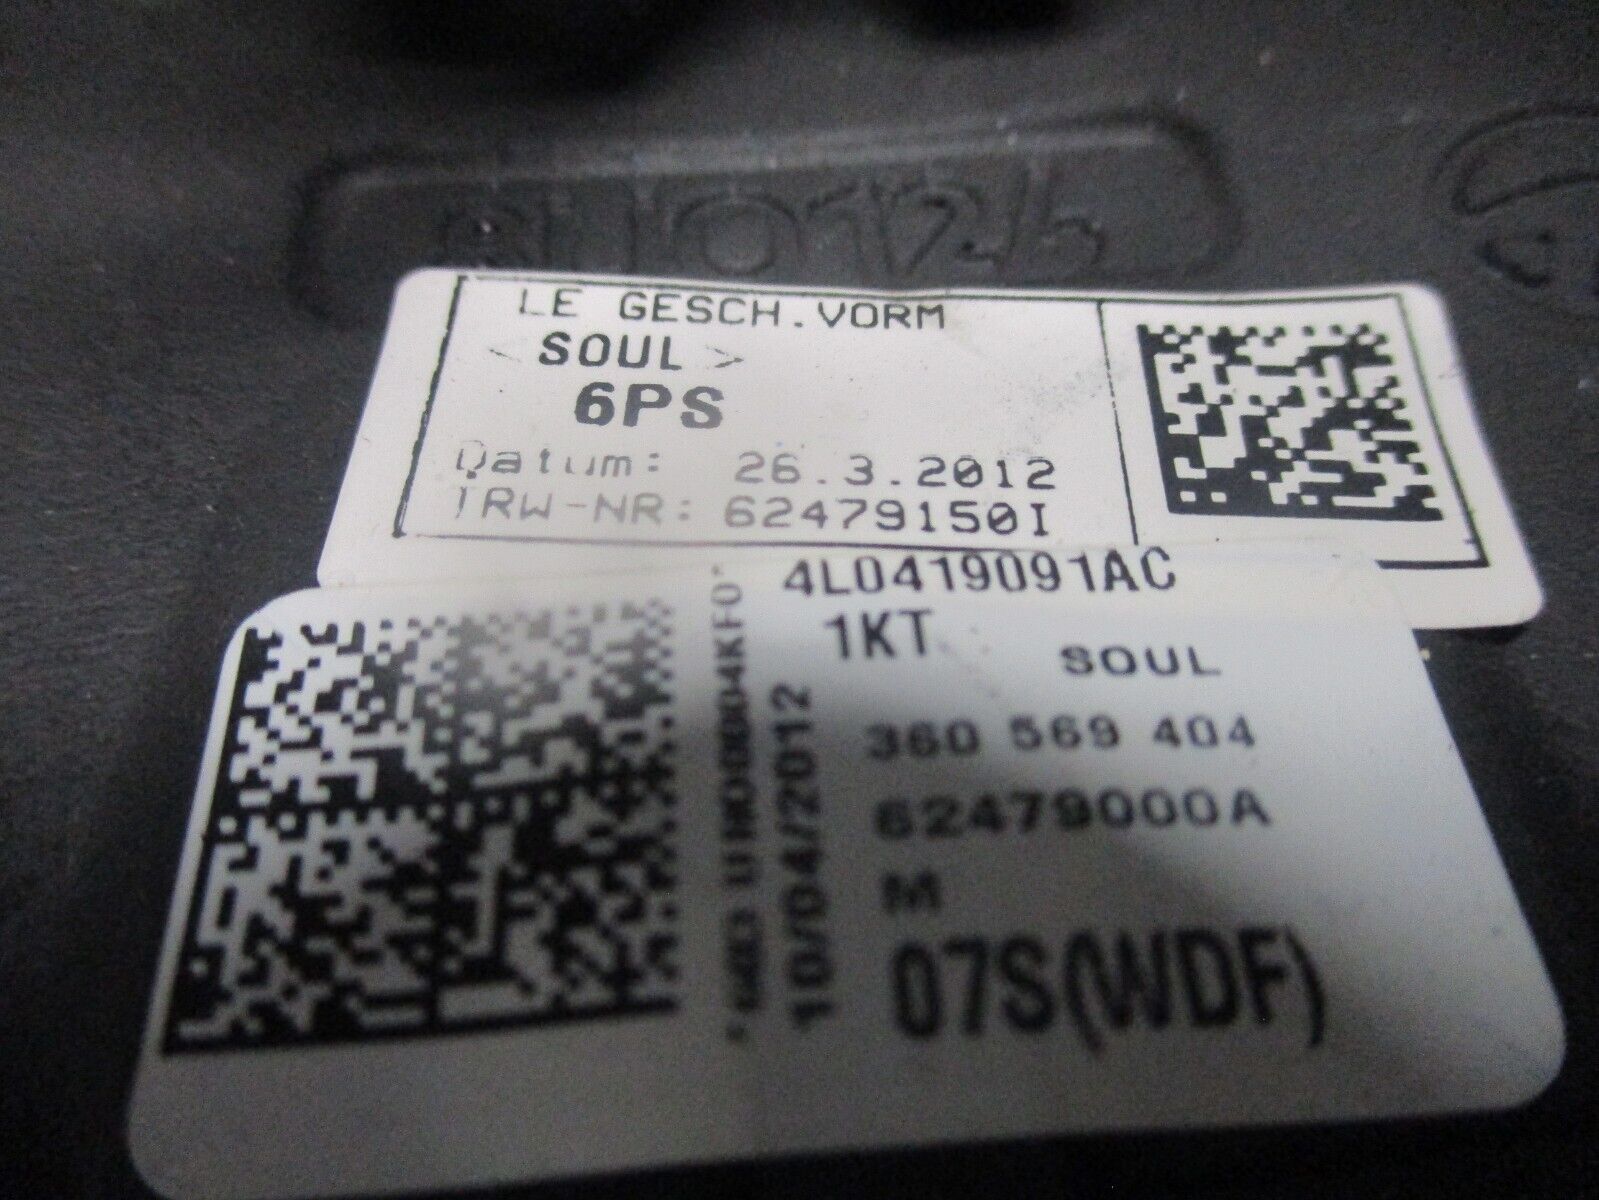 LE GESCH.VORM
<SOUL>
6PS
Datum: 26.3.2012
TRW-NR: 62479150I
4L0419091AC
1KT SOUL
360 569 404
62479000A
M
07S(WDF)
10/04/2012